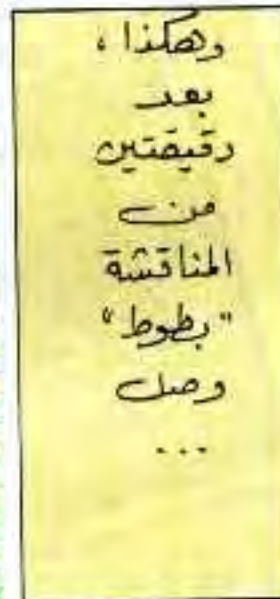 وهكذا،
بعد
دقيقتين
من
المناقشة
"بطوط"
وصل
...